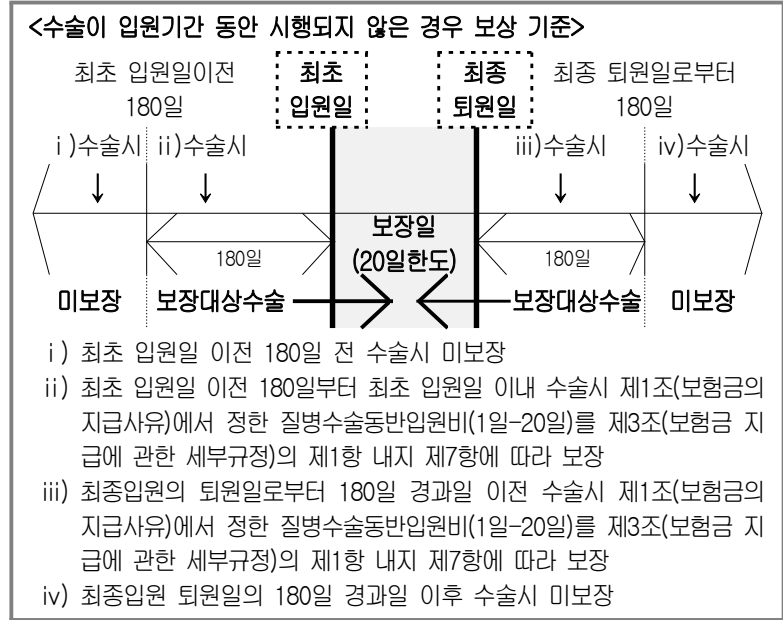 <수술이 입원기간 동안 시행되지 않은 경우 보상 기준>
최초 입원일이전
180일
최초
입원일
최종
퇴원일
최종 퇴원일로부터
180일
i)수술시 ii)수술시 iii)수술시 iv)수술시
보장일
(20일한도)
180일 180일
미보장 보장대상수술 보장대상수술 미보장
i) 최초 입원일 이전 180일 전 수술시 미보장
ii) 최초 입원일 이전 180일부터 최초 입원일 이내 수술시 제1조(보험금의
지급사유)에서 정한 질병수술동반입원비(1일-20일)를 제3조(보험금 지
급에 관한 세부규정)의 제1항 내지 제7항에 따라 보장
iii) 최종입원의 퇴원일로부터 180일 경과일 이전 수술시 제1조(보험금의
지급사유)에서 정한 질병수술동반입원비(1일-20일)를 제3조(보험금 지
급에 관한 세부규정)의 제1항 내지 제7항에 따라 보장
iv) 최종입원 퇴원일의 180일 경과일 이후 수술시 미보장